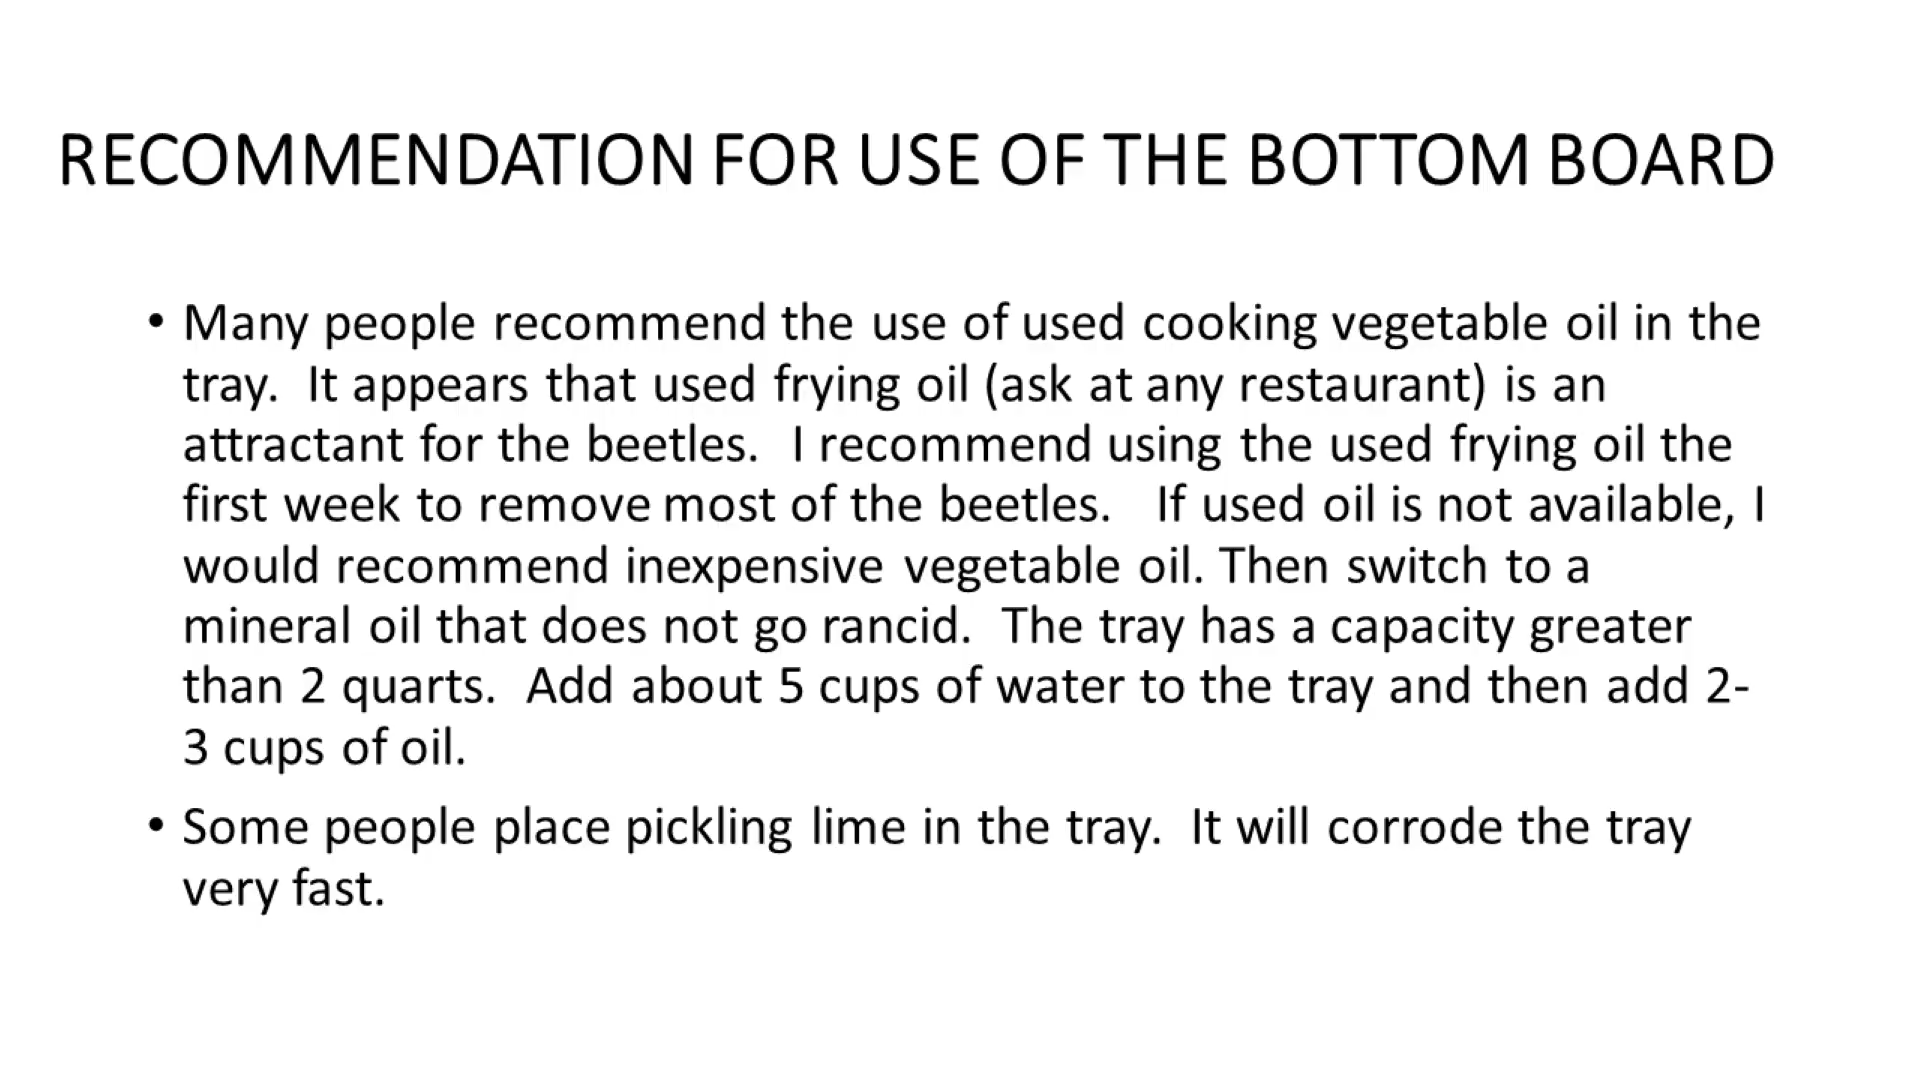 RECOMMENDATION FOR USE OF THE BOTTOM BOARD
• Many people recommend the use of used cooking vegetable oil in the
tray.  It appears that used frying oil (ask at any restaurant) is an
attractant for the beetles.  I recommend using the used frying oil the
first week to remove most of the beetles.   If used oil is not available, I
would recommend inexpensive vegetable oil. Then switch to a
mineral oil that does not go rancid.  The tray has a capacity greater
than 2 quarts.  Add about 5 cups of water to the tray and then add 2-
3 cups of oil.
• Some people place pickling lime in the tray.  It will corrode the tray
very fast.